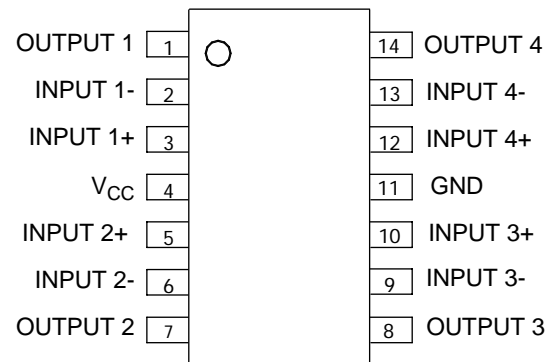 OUTPUT 1 1 14 OUTPUT 4
INPUT 1- 2 13 INPUT 4-
INPUT 1+ 3 12 INPUT 4+
VCC 4 11 GND
INPUT 2+ 5 10 INPUT 3+
INPUT 2- 6 9 INPUT 3-
OUTPUT 2 7 8 OUTPUT 3